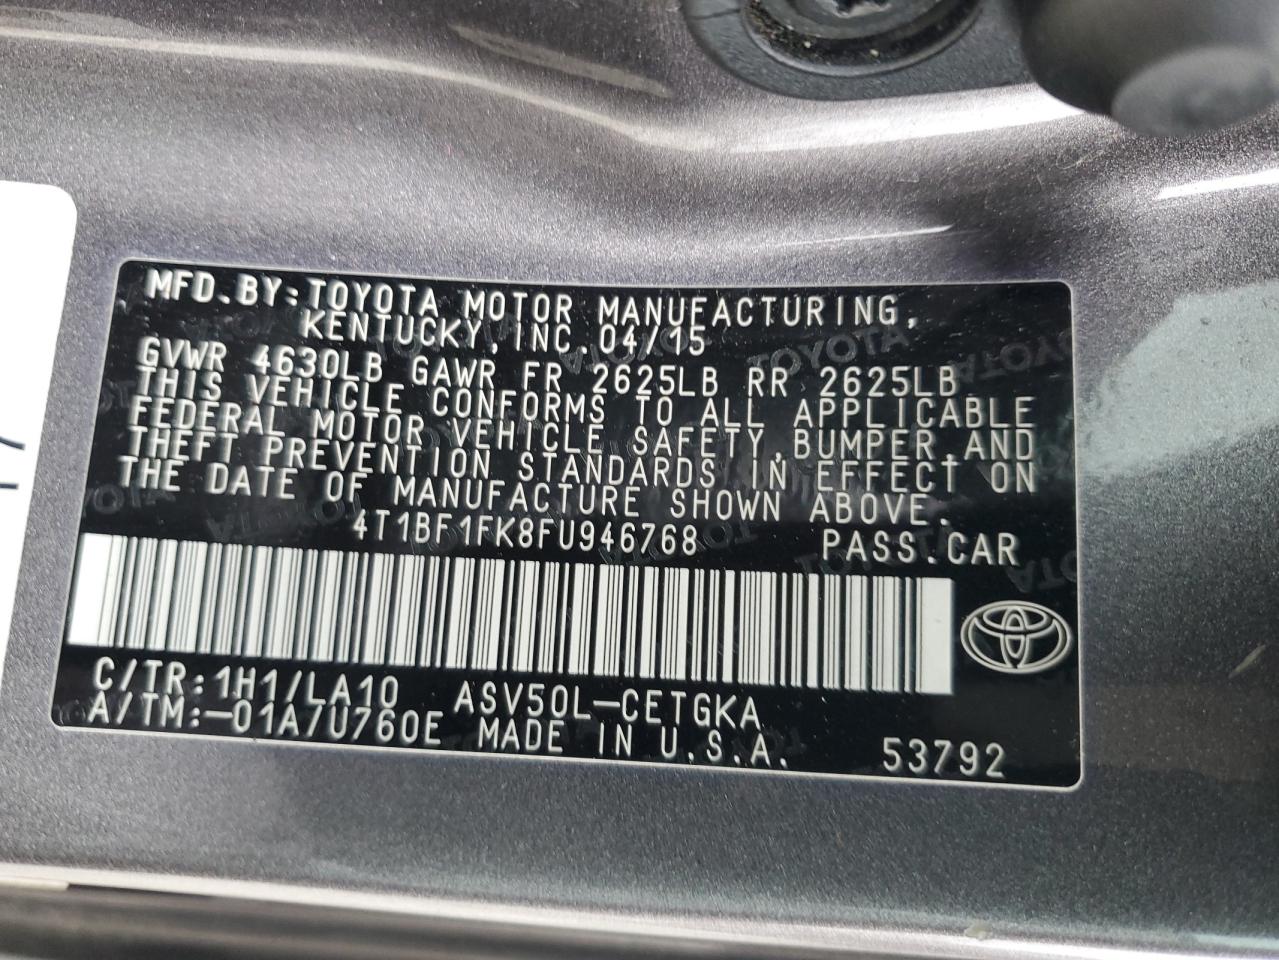 MFD.BY:TOYOTA MOTOR MANUFACTURING,
KENTUCKY,INC.04/15
GVWR 4630LB GAWR FR 2625LB RR 2625LB
THIS VEHICLE CONFORMS TO ALL APPLICABLE
FEDERAL MOTOR VEHICLE SAFETY,BUMPER,AND
THEFT PREVENTION STANDARDS IN EFFECT ON
THE DATE OF MANUFACTURE SHOWN ABOVE.
4T1BF1FK8FU946768 PASS.CAR
C/TR:1H1/LA10 ASV50L-CETGKA
A/TM:-01A/U760E MADE IN U.S.A. 53792